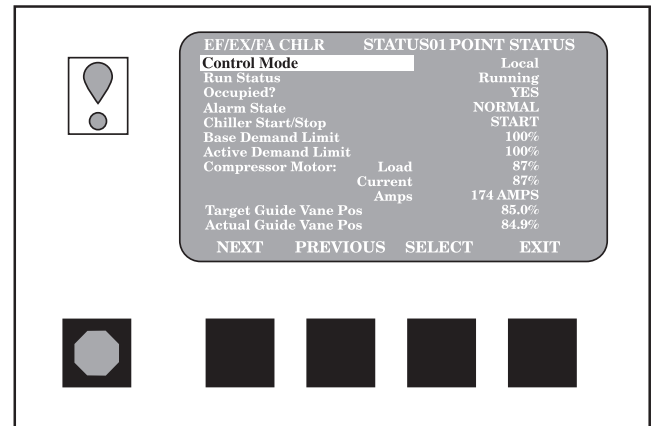 EF/EX/FA CHLR STATUS01 POINT STATUS
Control Mode Local
Run Status Running
Occupied? YES
Alarm State NORMAL
Chiller Start/Stop START
Base Demand Limit 100%
Active Demand Limit 100%
Compressor Motor: Load 87%
Current 87%
Amps 174 AMPS
Target Guide Vane Pos 85.0%
Actual Guide Vane Pos 84.9%
NEXT PREVIOUS SELECT EXIT